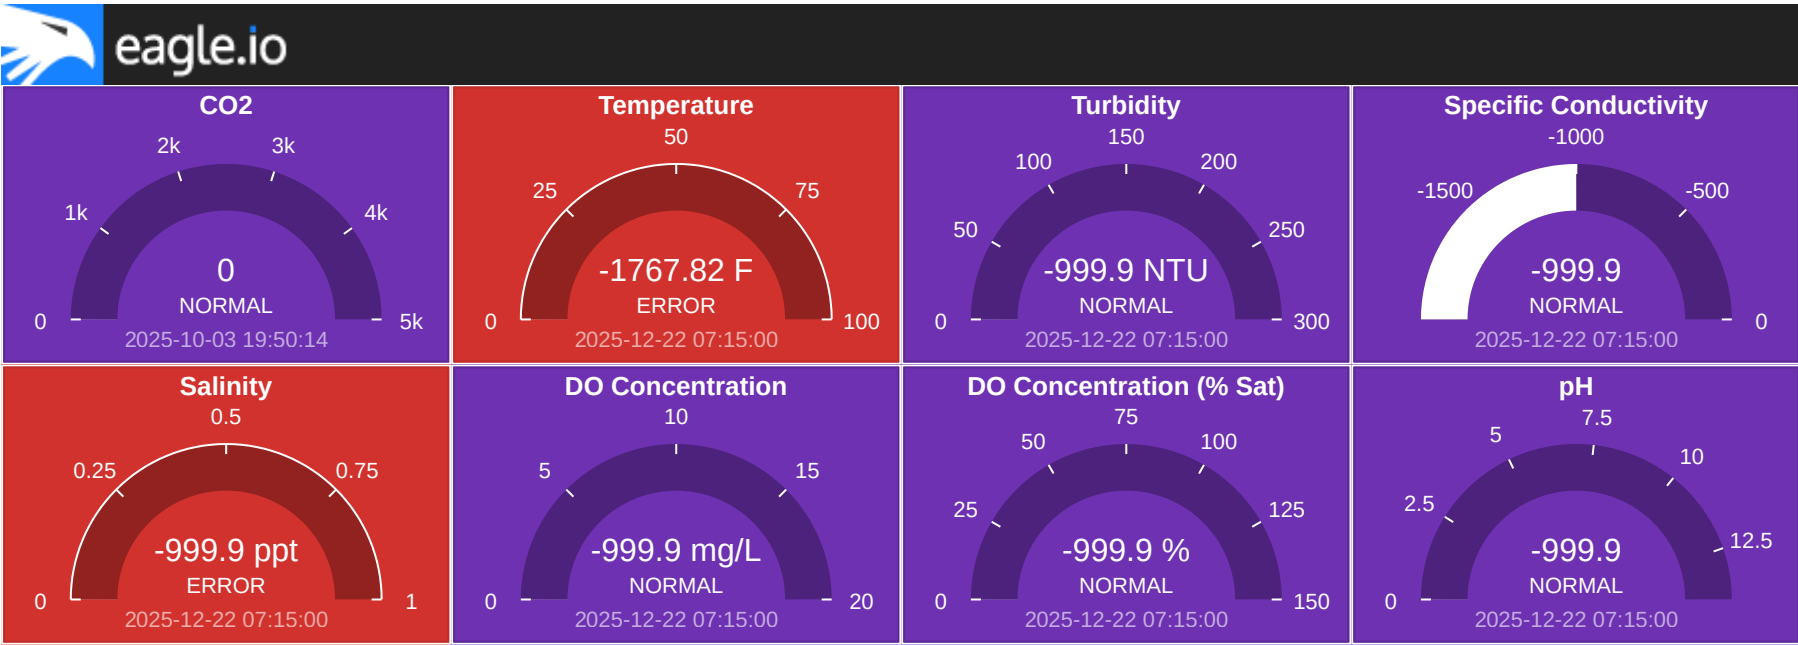 eagle.io
CO2
0
1k
2k
3k
4k
5k
0
NORMAL
2025-10-03 19:50:14
Temperature
0
25
50
75
100
-1767.82 F
ERROR
2025-12-22 07:15:00
Turbidity
0
50
100
150
200
250
300
-999.9 NTU
NORMAL
2025-12-22 07:15:00
Specific Conductivity
-1500
-1000
-500
0
-999.9
NORMAL
2025-12-22 07:15:00
Salinity
0
0.25
0.5
0.75
1
-999.9 ppt
ERROR
2025-12-22 07:15:00
DO Concentration
0
5
10
15
20
-999.9 mg/L
NORMAL
2025-12-22 07:15:00
DO Concentration (% Sat)
0
25
50
75
100
125
150
-999.9 %
NORMAL
2025-12-22 07:15:00
pH
0
2.5
5
7.5
10
12.5
-999.9
NORMAL
2025-12-22 07:15:00